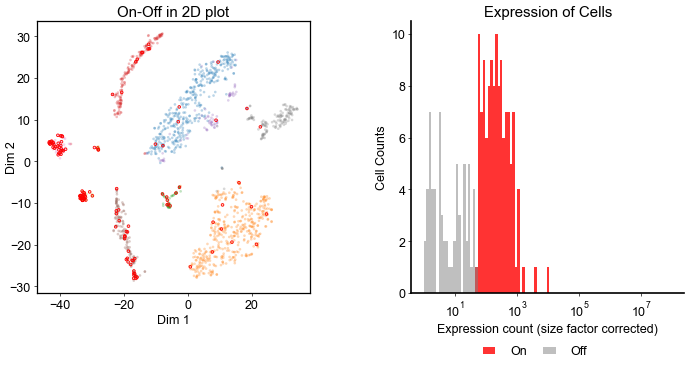 On-Off in 2D plot
Expression of Cells
30
20
10
0
−10
−20
−30
Dim 2
−40
−20
0
20
Dim 1
10
8
6
4
2
0
Cell Counts
10^1
10^3
10^5
10^7
Expression count (size factor corrected)
On
Off